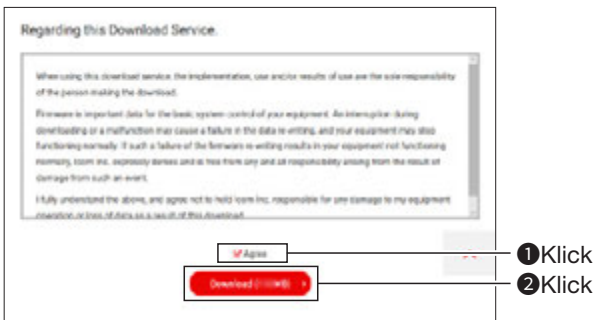 Regarding this Download Service.
When using this download service, the implementation, use and/or results of use are the sole responsibility
of the person making the download.
Firmware is important data for the basic system control of your equipment. An interruption during
downloading or a malfunction may cause a failure in the data re-writing, and your equipment may stop
functioning normally. If such a failure of the firmware re-writing results in your equipment not functioning
normally, Icom Inc. expressly denies and is free from any and all responsibility arising from the result of
damage from such an event.
I fully understand the above, and agree not to hold Icom Inc. responsible for any damage to my equipment
operation or loss of data as a result of this download.
Agree
❶Klick
Download ( MB)
❷Klick